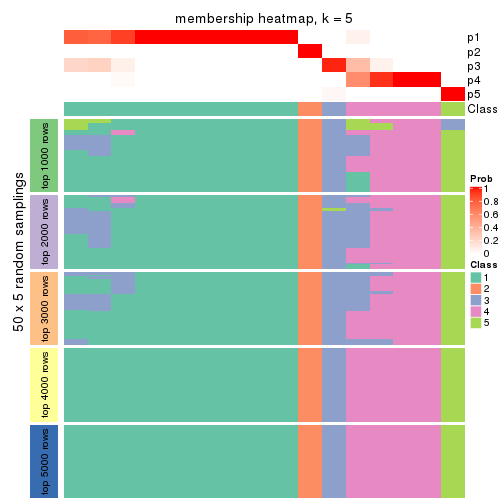 membership heatmap, k = 5
p1
p2
p3
p4
p5
Class
50 x 5 random samplings
top 1000 rows
top 2000 rows
top 3000 rows
top 4000 rows
top 5000 rows
Prob
1
0.8
0.6
0.4
0.2
0
Class
1
2
3
4
5